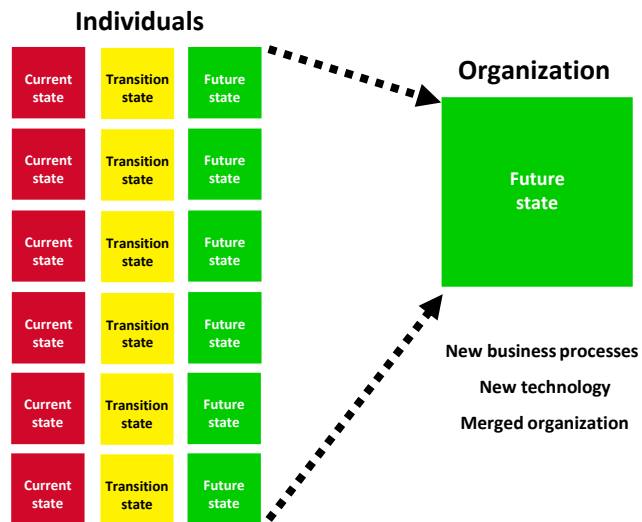 Individuals
Organization
Current
state
Transition
state
Future
state
Current
state
Transition
state
Future
state
Current
state
Transition
state
Future
state
Current
state
Transition
state
Future
state
Current
state
Transition
state
Future
state
Current
state
Transition
state
Future
state
Future
state
New business processes
New technology
Merged organization